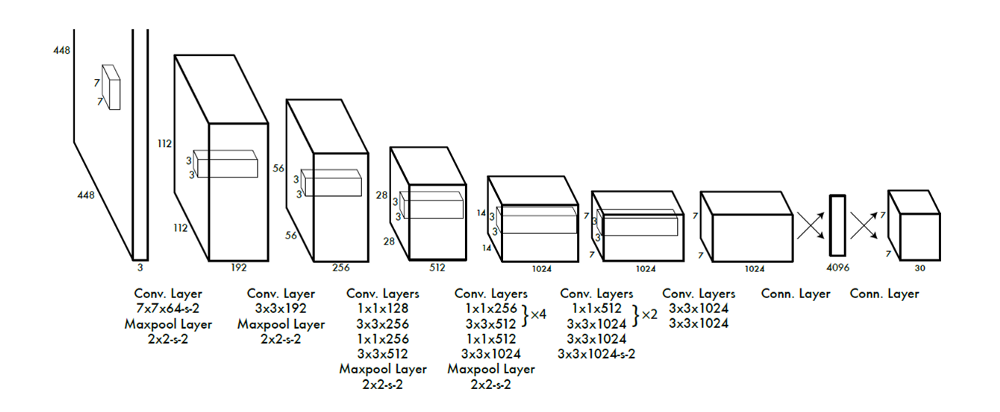 448
448
7
7
3
112
112
3
3
192
56
56
3
3
256
28
28
3
3
512
14
14
3
3
1024
7
7
3
3
1024
7
7
1024
4096
7
7
30
Conv. Layer
7x7x64-s-2
Maxpool Layer
2x2-s-2
Conv. Layer
3x3x192
Maxpool Layer
2x2-s-2
Conv. Layers
1x1x128
3x3x256
1x1x256
3x3x512
Maxpool Layer
2x2-s-2
Conv. Layers
1x1x256
3x3x512
}×4
1x1x512
3x3x1024
Maxpool Layer
2x2-s-2
Conv. Layers
1x1x512
3x3x1024
}×2
3x3x1024
3x3x1024-s-2
Conv. Layers
3x3x1024
3x3x1024
Conn. Layer
Conn. Layer